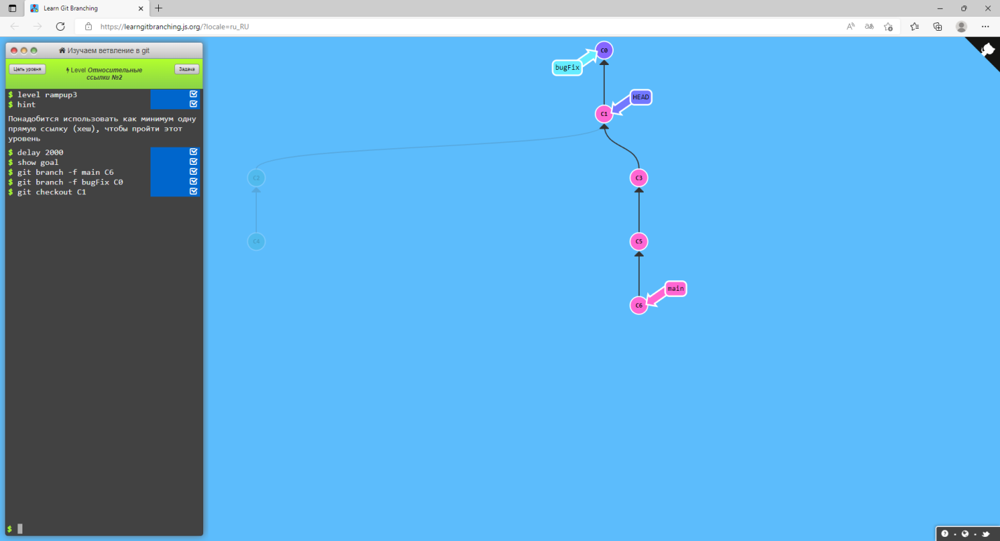 Learn Git Branching
https://learngitbranching.js.org/?locale=ru_RU
Изучаем ветвление в git
Цель уровня
Level Относительные
ссылки №2
Задача
$ level rampup3
$ hint
Понадобится использовать как минимум одну
прямую ссылку (хеш), чтобы пройти этот
уровень
$ delay 2000
$ show goal
$ git branch -f main C6
$ git branch -f bugFix C0
$ git checkout C1
$
C0
bugFix
HEAD
C1
C2
C3
C4
C5
main
C6